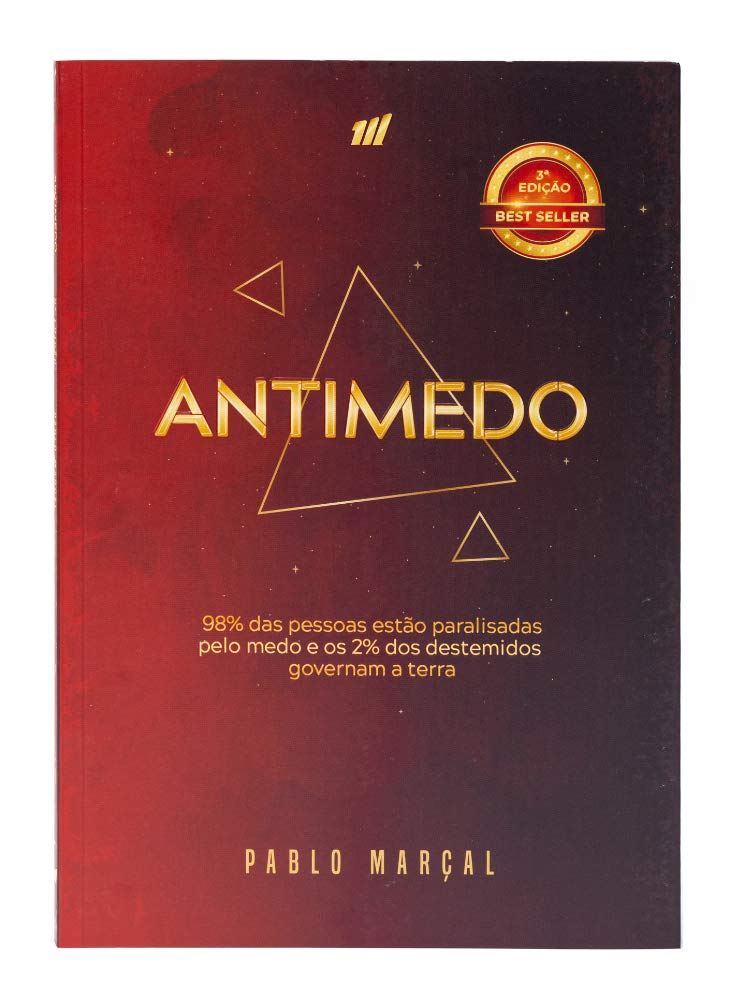 3ª
EDIÇÃO
BEST SELLER
ANTIMEDO
98% das pessoas estão paralisadas
pelo medo e os 2% dos destemidos
governam a terra
PABLO MARÇAL